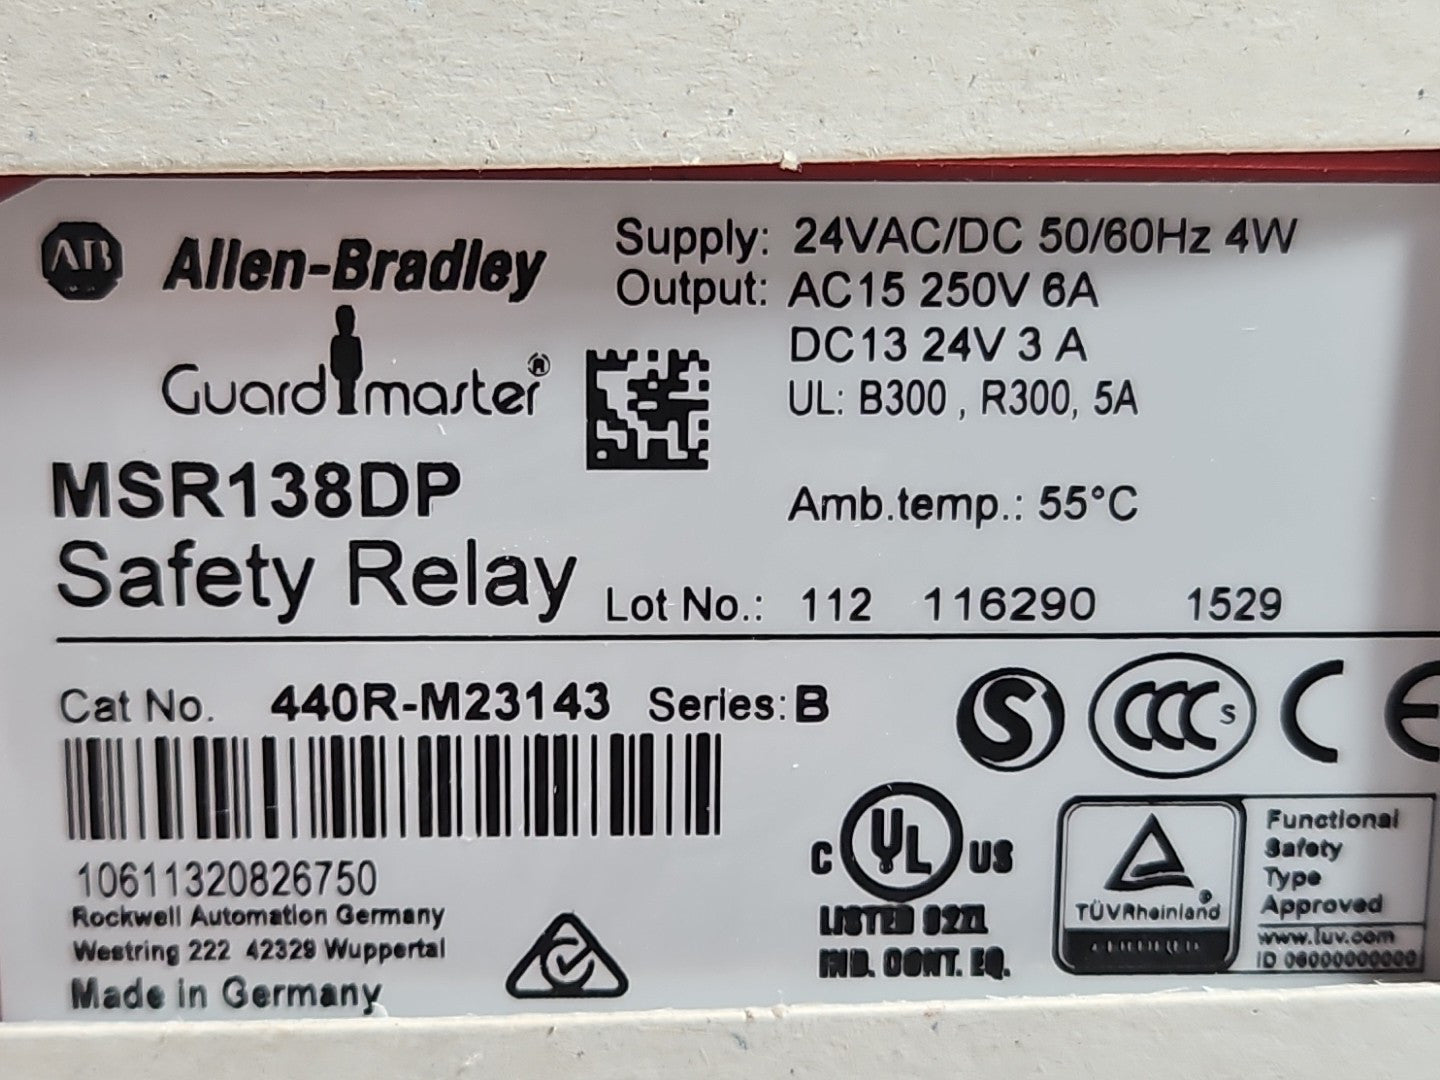 AB Allen-Bradley
Guardmaster®
MSR138DP
Safety Relay
Supply: 24VAC/DC 50/60Hz 4W
Output: AC15 250V 6A
DC13 24V 3 A
UL: B300 , R300, 5A
Amb.temp.: 55°C
Lot No.: 112 116290 1529
Cat No. 440R-M23143 Series: B
10611320826750
Rockwell Automation Germany
Westring 222 42329 Wuppertal
Made in Germany
S CCC S CE
C UL US
LISTED
IND. CONT. EQ.
TÜVRheinland®
Functional
Safety
Type
Approved
www.tuv.com
ID